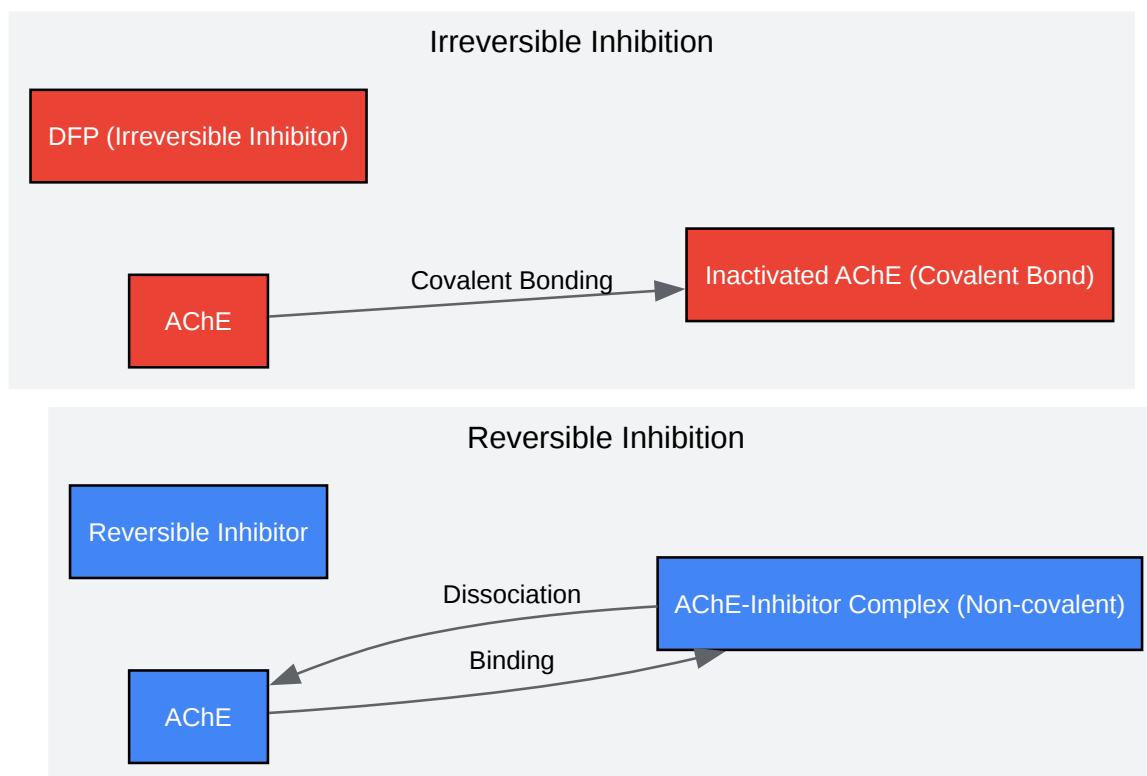 Irreversible Inhibition
DFP (Irreversible Inhibitor)
Covalent Bonding
Inactivated AChE (Covalent Bond)
AChE
Reversible Inhibition
Reversible Inhibitor
Dissociation
AChE-Inhibitor Complex (Non-covalent)
Binding
AChE